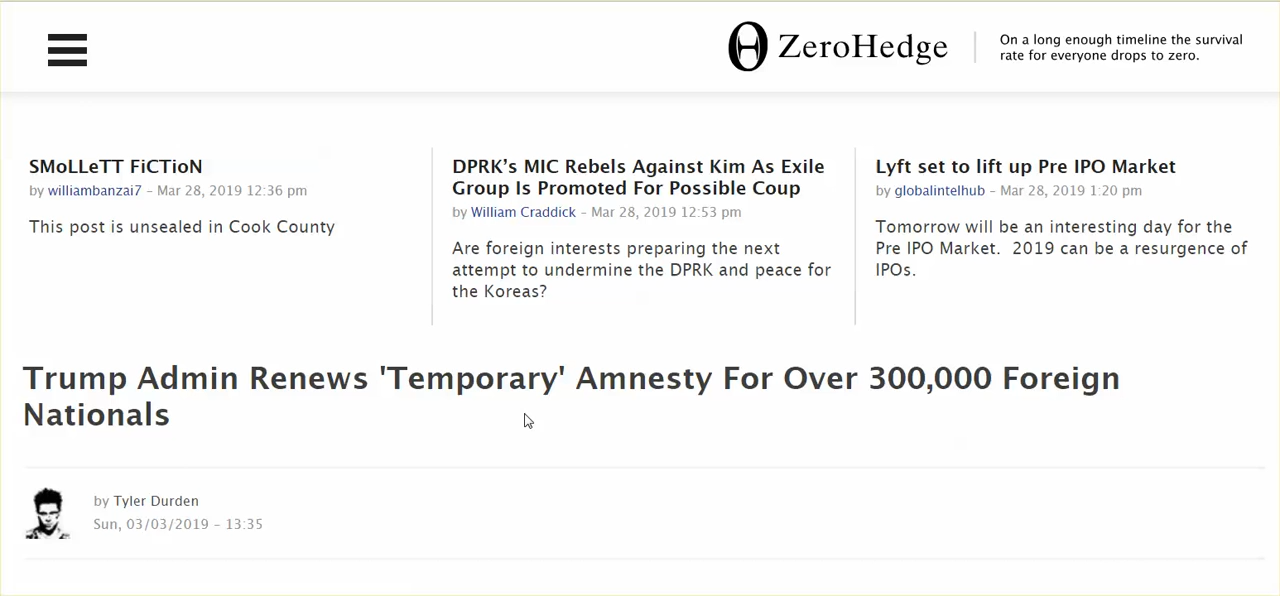 ZeroHedge
On a long enough timeline the survival
rate for everyone drops to zero.
SMoLLeTT FiCTioN
by williambanzai7 – Mar 28, 2019 12:36 pm
This post is unsealed in Cook County
DPRK’s MIC Rebels Against Kim As Exile
Group Is Promoted For Possible Coup
by William Craddick – Mar 28, 2019 12:53 pm
Are foreign interests preparing the next
attempt to undermine the DPRK and peace for
the Koreas?
Lyft set to lift up Pre IPO Market
by globalintelhub – Mar 28, 2019 1:20 pm
Tomorrow will be an interesting day for the
Pre IPO Market.  2019 can be a resurgence of
IPOs.
Trump Admin Renews 'Temporary' Amnesty For Over 300,000 Foreign
Nationals
by Tyler Durden
Sun, 03/03/2019 – 13:35